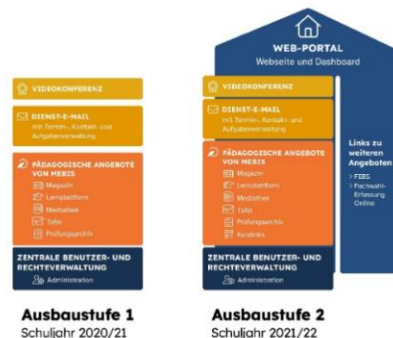 VIDEOKONFERENZ
DIENST-E-MAIL
mit Termin-, Kontakt- und
Aufgabenverwaltung
PÄDAGOGISCHE ANGEBOTE
VON MEBIS
Magazin
Lernplattform
Mediathek
Tafel
Prüfungsarchiv
ZENTRALE BENUTZER- UND
RECHTEVERWALTUNG
Administration
Ausbaustufe 1
Schuljahr 2020/21
WEB-PORTAL
Webseite und Dashboard
VIDEOKONFERENZ
DIENST-E-MAIL
mit Termin-, Kontakt- und
Aufgabenverwaltung
PÄDAGOGISCHE ANGEBOTE
VON MEBIS
Magazin
Lernplattform
Mediathek
Tafel
Prüfungsarchiv
Kurzlinks
ZENTRALE BENUTZER- UND
RECHTEVERWALTUNG
Administration
Links zu
weiteren
Angeboten
> FIBS
> Fachwahl-
Erfassung
Online
Ausbaustufe 2
Schuljahr 2021/22